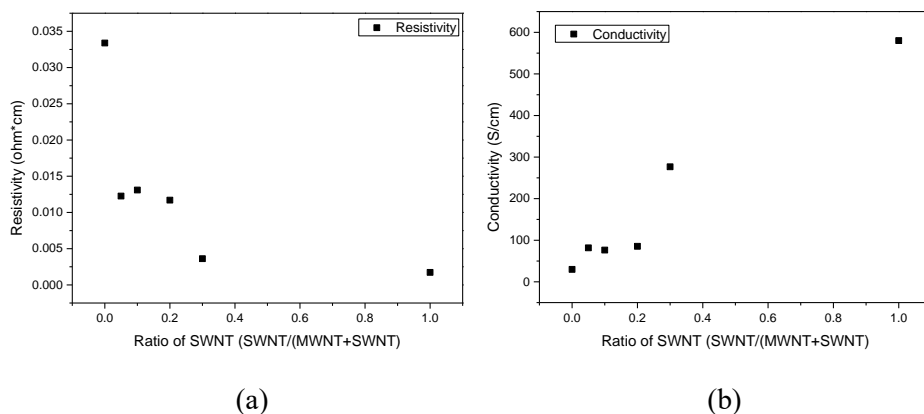 Resistivity
0.035
0.030
0.025
0.020
0.015
0.010
0.005
0.000
Resistivity (ohm*cm)
0.0 0.2 0.4 0.6 0.8 1.0
Ratio of SWNT (SWNT/(MWNT+SWNT)
(a)
Conductivity
600
500
400
300
200
100
0
Conductivity (S/cm)
0.0 0.2 0.4 0.6 0.8 1.0
Ratio of SWNT (SWNT/(MWNT+SWNT)
(b)